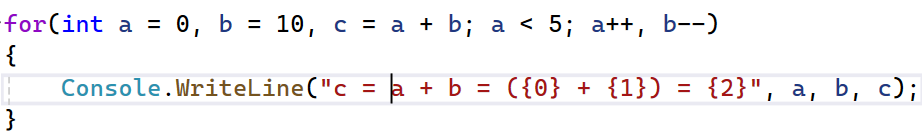 for(int a = 0, b = 10, c = a + b; a < 5; a++, b--)
{
    Console.WriteLine("c = a + b = ({0} + {1}) = {2}", a, b, c);
}